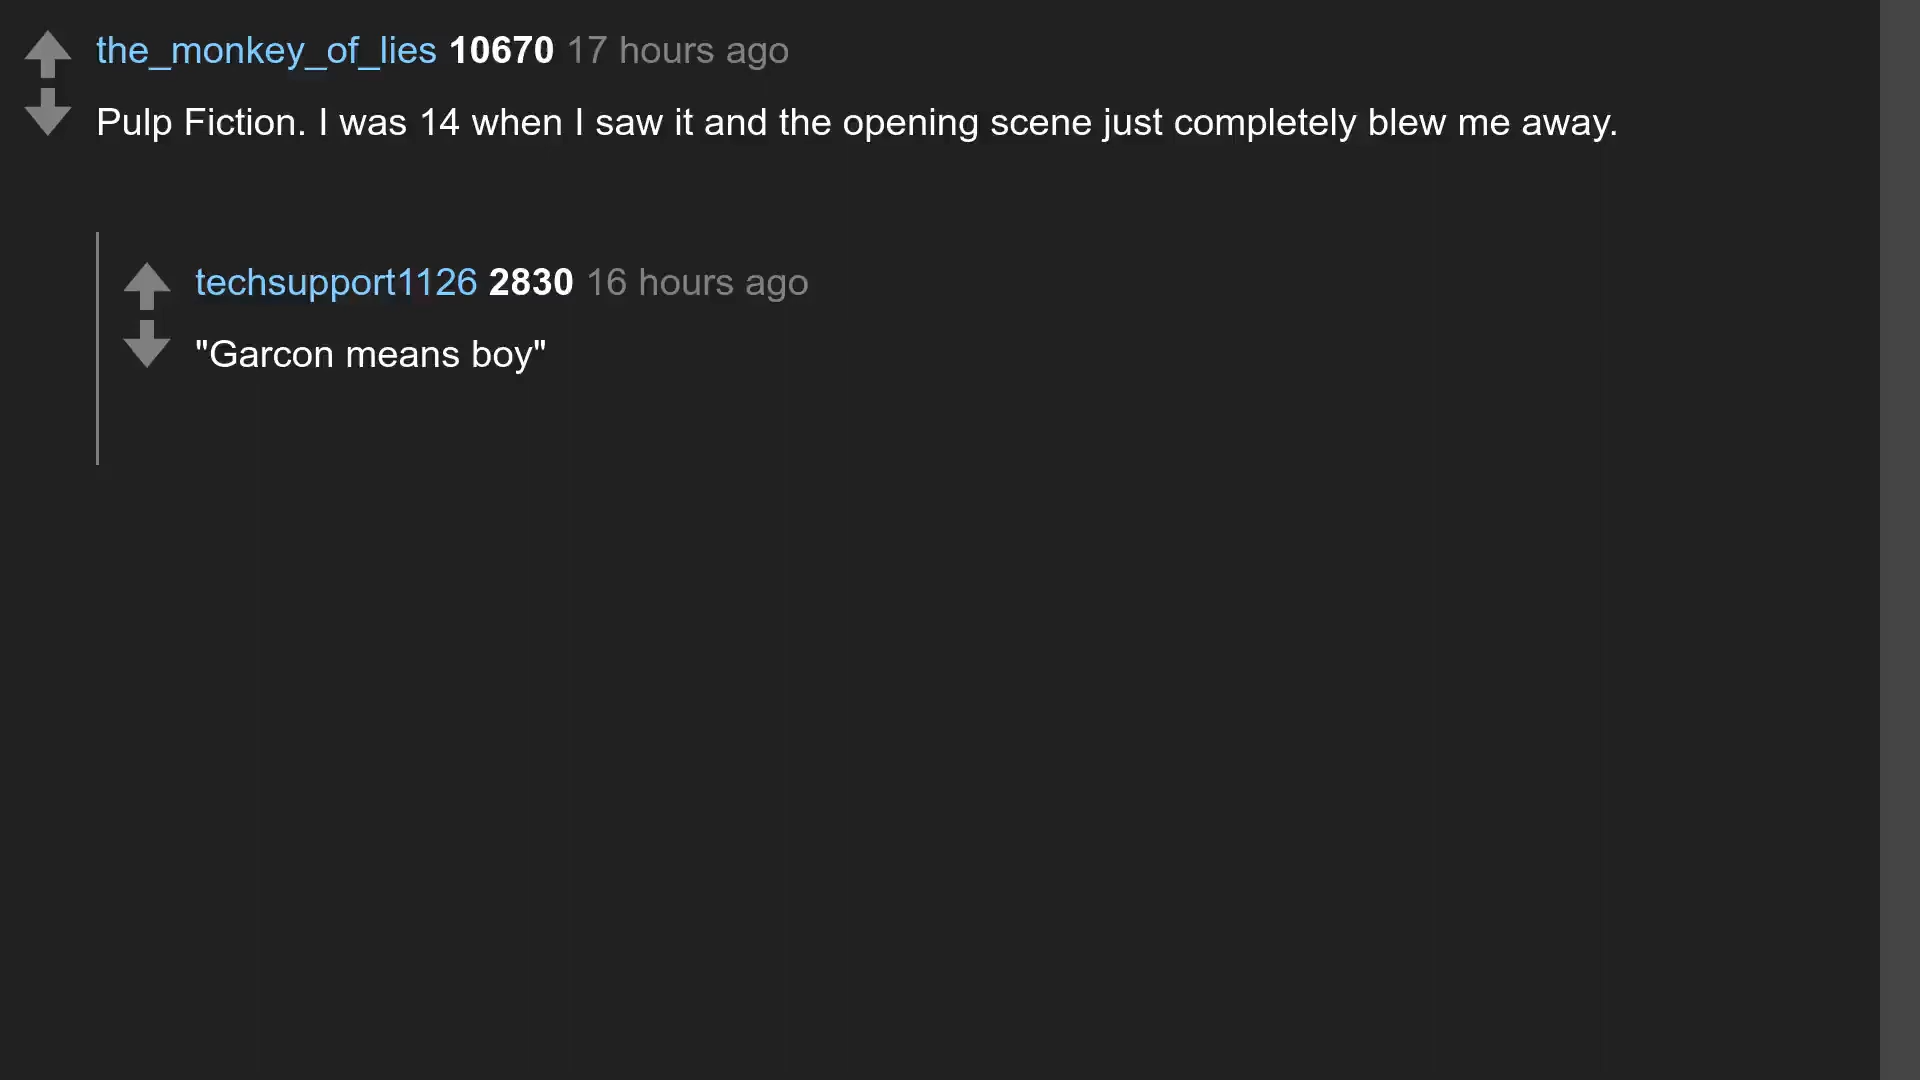 the_monkey_of_lies 10670 17 hours ago
Pulp Fiction. I was 14 when I saw it and the opening scene just completely blew me away.
techsupport1126 2830 16 hours ago
"Garcon means boy"